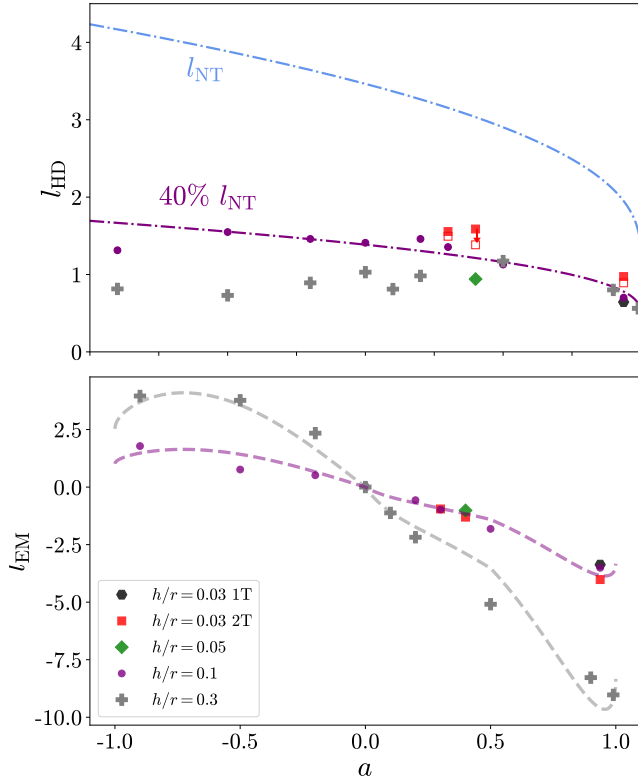 4
l_NT
3
l_HD
2
40% l_NT
1
0
2.5
0.0
-2.5
l_EM
-5.0
h/r = 0.03 1T
h/r = 0.03 2T
h/r = 0.05
h/r = 0.1
h/r = 0.3
-7.5
-10.0
-1.0 -0.5 0.0 0.5 1.0
a